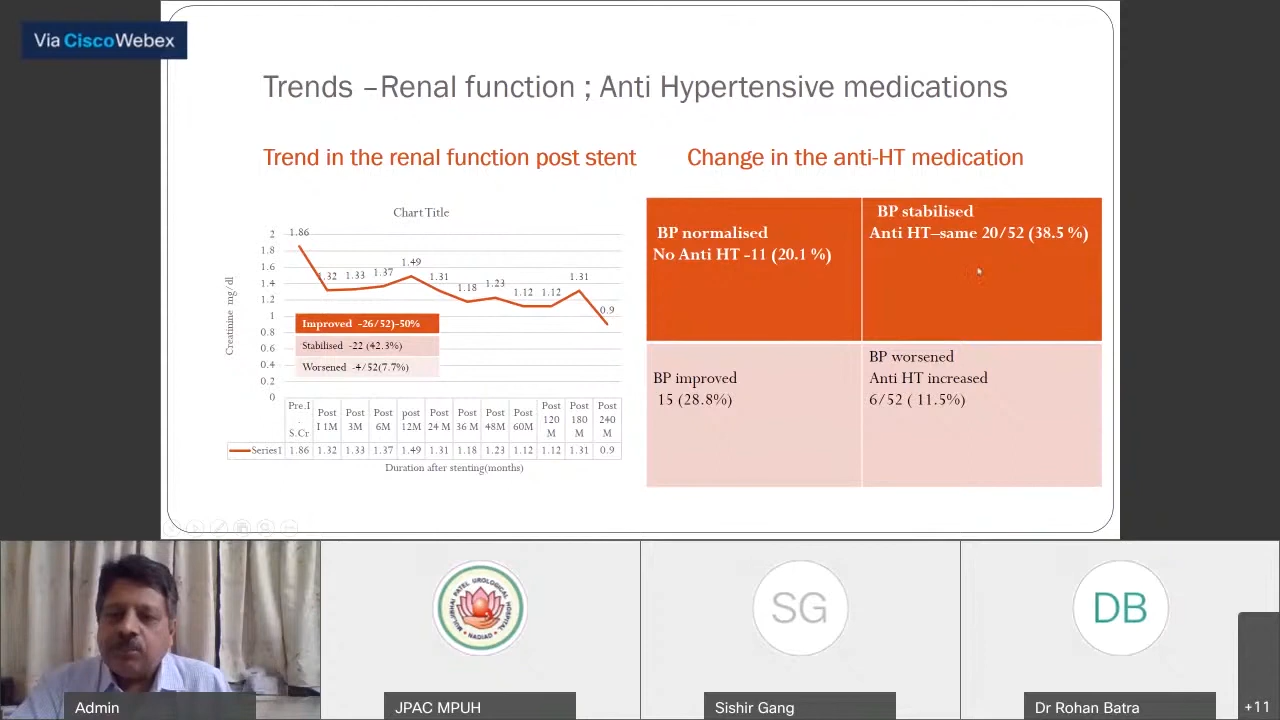 Via CiscoWebex
Trends –Renal function ; Anti Hypertensive medications
Trend in the renal function post stent
Chart Title
2
1.8
1.6
1.4
1.2
1
0.8
0.6
0.4
0.2
0
Creatinine mg/dl
1.86
1.32
1.33
1.37
1.49
1.31
1.18
1.23
1.12
1.12
1.31
0.9
Improved -26/52)-50%
Stabilised -22 (42.3%)
Worsened -4/52(7.7%)
Pre.I . S.Cr
Post I 1M
Post 3M
Post 6M
post 12M
Post 24 M
Post 36 M
Post 48M
Post 60M
Post 120 M
Post 180 M
Post 240 M
Series1 1.86 1.32 1.33 1.37 1.49 1.31 1.18 1.23 1.12 1.12 1.31 0.9
Duration after stenting(months)
Change in the anti-HT medication
BP normalised
No Anti HT -11 (20.1 %)
BP stabilised
Anti HT–same 20/52 (38.5 %)
BP improved
15 (28.8%)
BP worsened
Anti HT increased
6/52 ( 11.5%)
MULJIBHAI PATEL UROLOGICAL HOSPITAL
NADIAD
SG
DB
Admin
JPAC MPUH
Sishir Gang
Dr Rohan Batra
+11